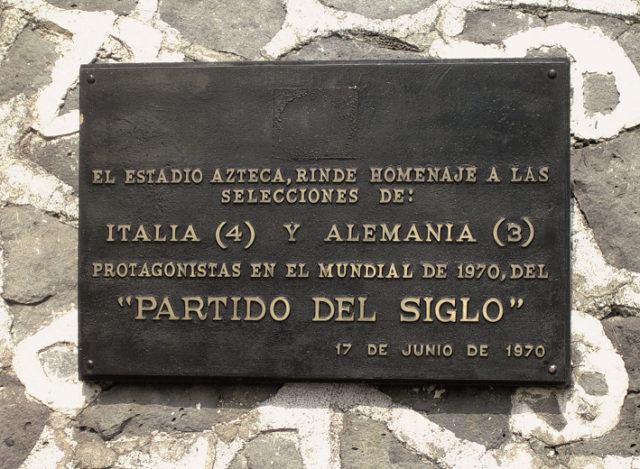 EL ESTADIO AZTECA, RINDE HOMENAJE A LAS
SELECCIONES DE:
ITALIA (4) Y ALEMANIA (3)
PROTAGONISTAS EN EL MUNDIAL DE 1970, DEL
"PARTIDO DEL SIGLO"
17 DE JUNIO DE 1970